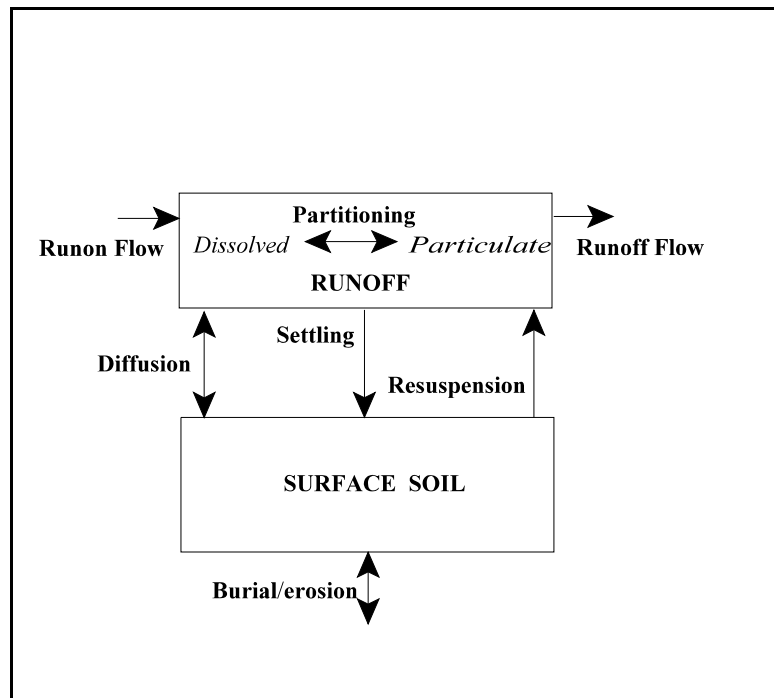 Partitioning
Runon Flow
Dissolved
Particulate
Runoff Flow
RUNOFF
Settling
Diffusion
Resuspension
SURFACE SOIL
Burial/erosion